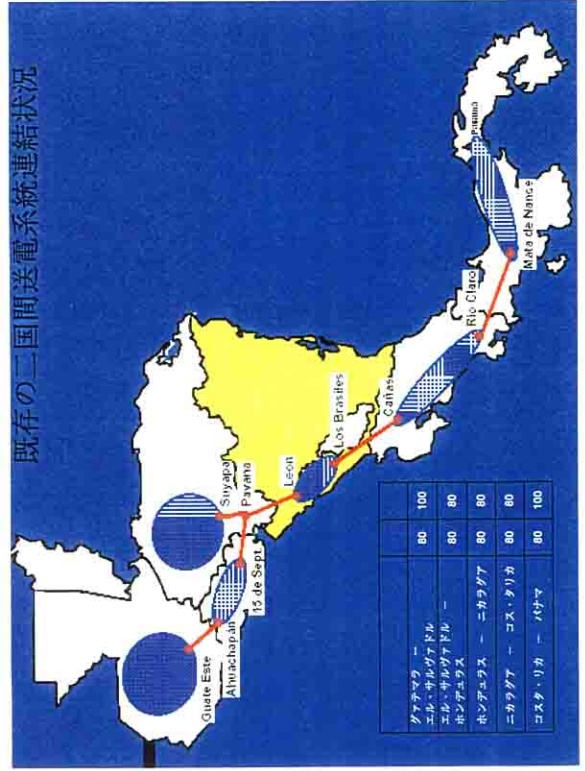 既存の二国間送電系統連結状況
Guate Este
Ahuachapán
15 de Sept.
Suyapa
Pavana
Leon
Los Brasiles
Cañas
Rio Claro
Mata de Nance
Panamá
グァテマラ ー
エル・サルヴァドル 80 100
エル・サルヴァドル ー
ホンデュラス 80 80
ホンデュラス ー ニカラグア 80 80
ニカラグア ー コス・タリカ 80 80
コスタ・リカ ー パナマ 80 100